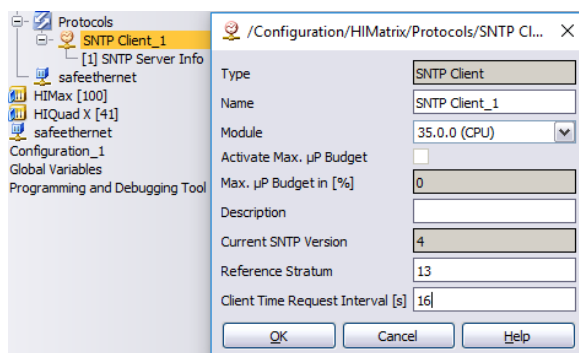 Protocols
SNTP Client_1
[1] SNTP Server Info
safeethernet
HIMax [100]
HIQuad X [41]
safeethernet
Configuration_1
Global Variables
Programming and Debugging Tool
/Configuration/HIMatrix/Protocols/SNTP Cl...
Type SNTP Client
Name SNTP Client_1
Module 35.0.0 (CPU)
Activate Max. µP Budget
Max. µP Budget in [%] 0
Description
Current SNTP Version 4
Reference Stratum 13
Client Time Request Interval [s] 16
OK Cancel Help